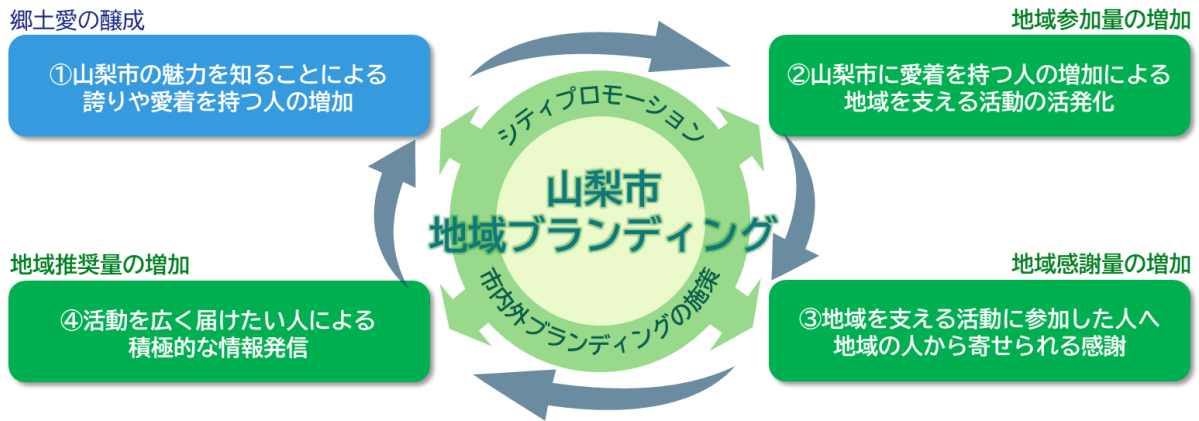 郷土愛の醸成
①山梨市の魅力を知ることによる
誇りや愛着を持つ人の増加
地域参加量の増加
②山梨市に愛着を持つ人の増加による
地域を支える活動の活発化
シティプロモーション
山梨市
地域ブランディング
市内外ブランディングの施策
地域感謝量の増加
③地域を支える活動に参加した人へ
地域の人から寄せられる感謝
地域推奨量の増加
④活動を広く届けたい人による
積極的な情報発信